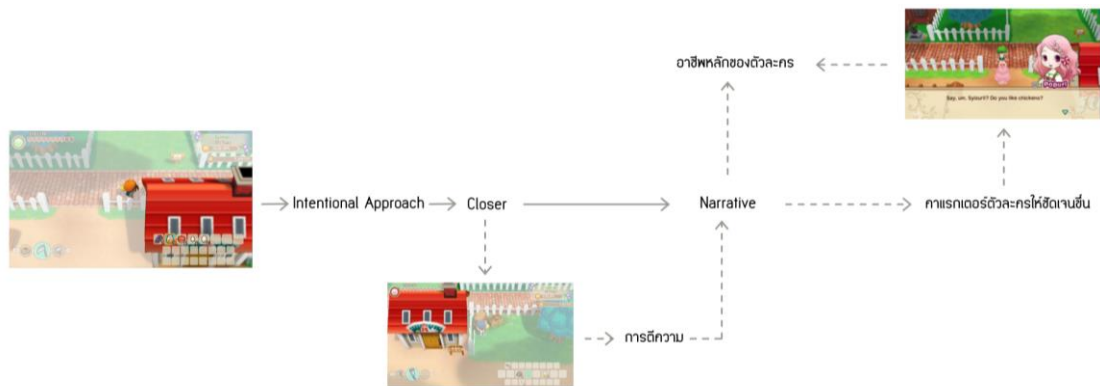 อาชีพหลักของตัวละคร
Say, um, Syour!? Do you like chickens?
Intentional Approach
Closer
Narrative
คาแรกเตอร์ตัวละครให้ชัดเจนขึ้น
การตีความ